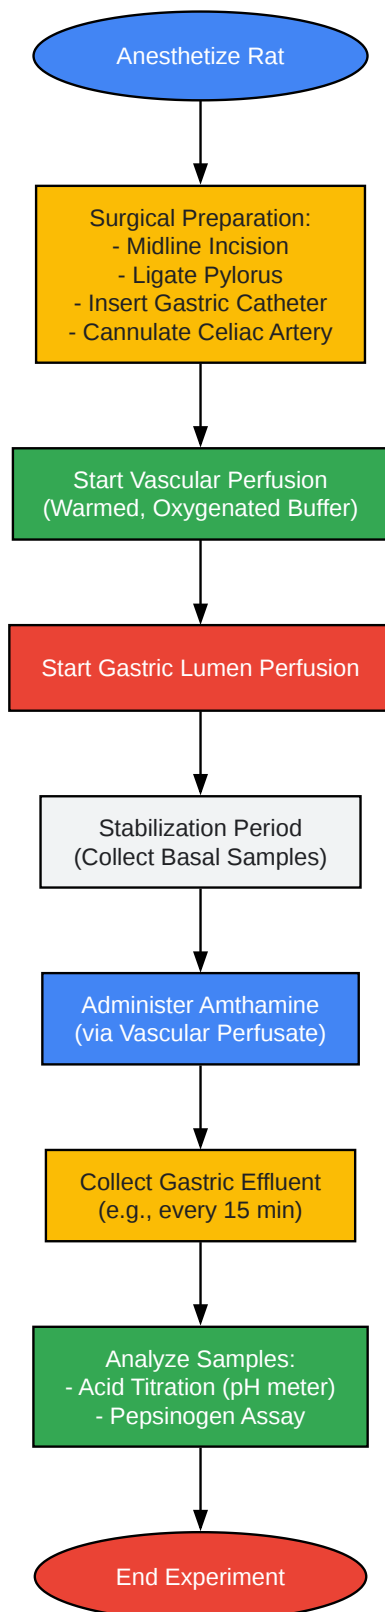 Anesthetize Rat
Surgical Preparation:
- Midline Incision
- Ligate Pylorus
- Insert Gastric Catheter
- Cannulate Celiac Artery
Start Vascular Perfusion
(Warmed, Oxygenated Buffer)
Start Gastric Lumen Perfusion
Stabilization Period
(Collect Basal Samples)
Administer Amthamine
(via Vascular Perfusate)
Collect Gastric Effluent
(e.g., every 15 min)
Analyze Samples:
- Acid Titration (pH meter)
- Pepsinogen Assay
End Experiment